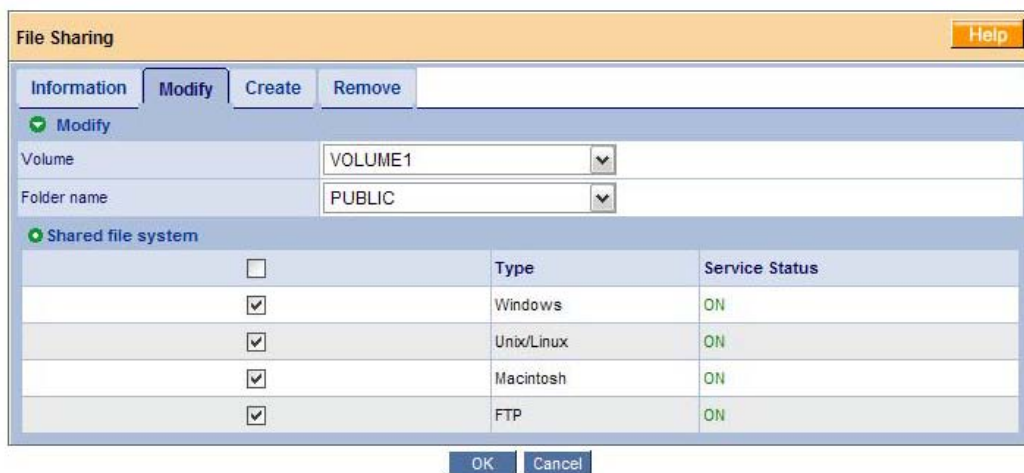 File Sharing Help
Information Modify Create Remove
Modify
Volume VOLUME1
Folder name PUBLIC
Shared file system
Type Service Status
Windows ON
Unix/Linux ON
Macintosh ON
FTP ON
OK Cancel